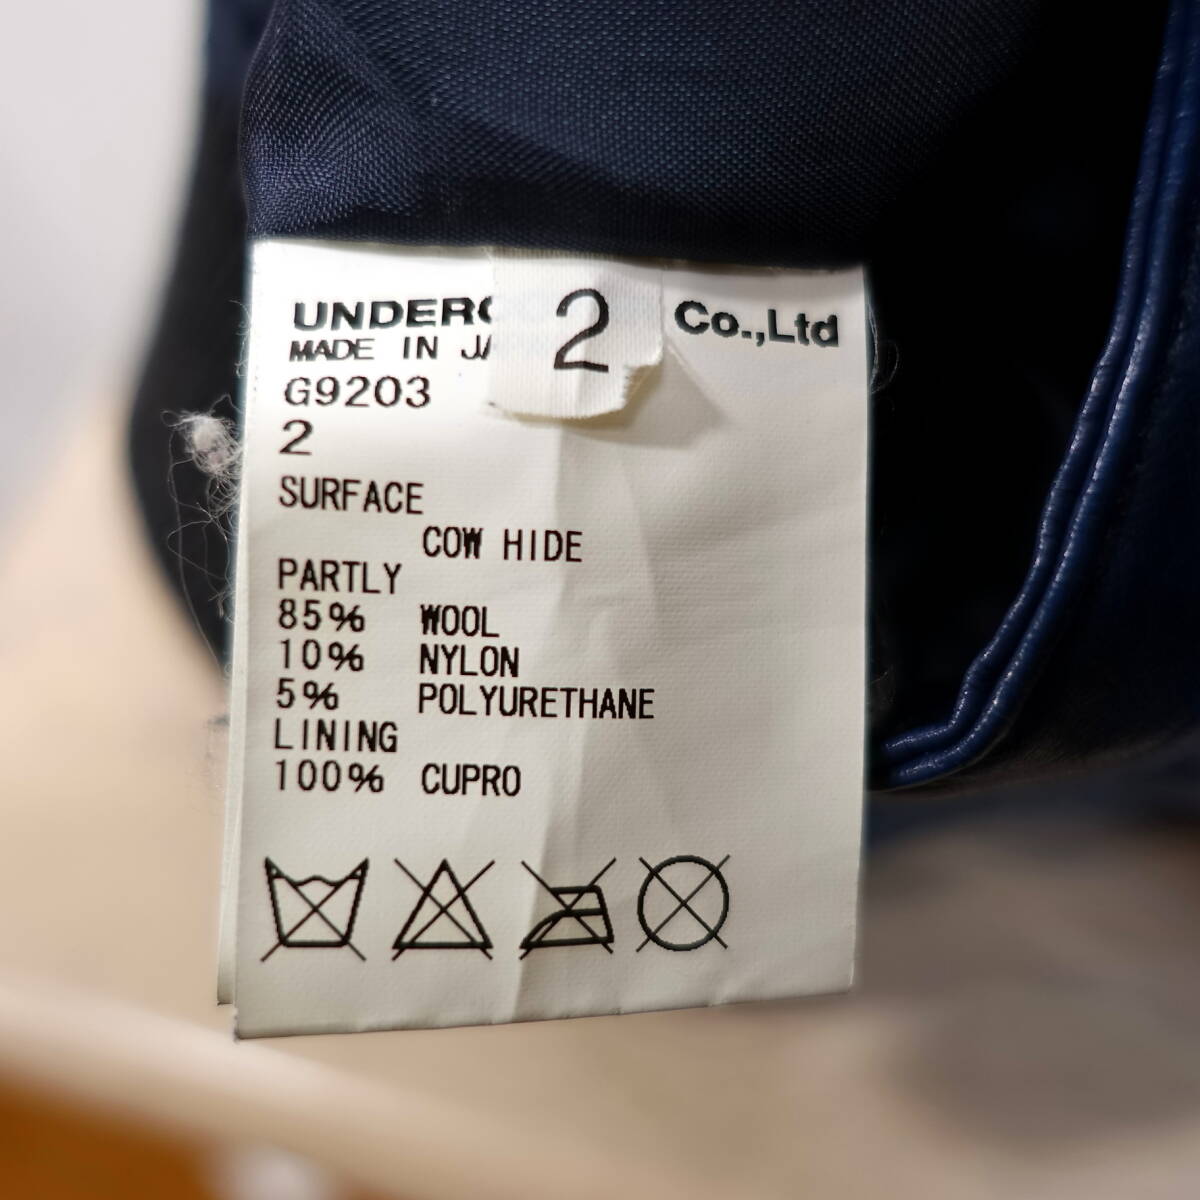 UNDERC Co.,Ltd
2
MADE IN JA
G9203
2
SURFACE
COW HIDE
PARTLY
85% WOOL
10% NYLON
5% POLYURETHANE
LINING
100% CUPRO